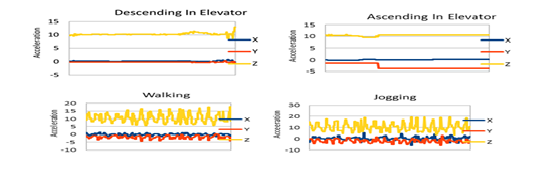 Descending In Elevator
Acceleration
15
10
5
0
-5
X
Y
Z
Ascending In Elevator
Acceleration
15
10
5
0
-5
X
Y
Z
Walking
Acceleration
20
15
10
5
0
-5
-10
X
Y
Z
Jogging
Acceleration
30
20
10
0
-10
X
Y
Z